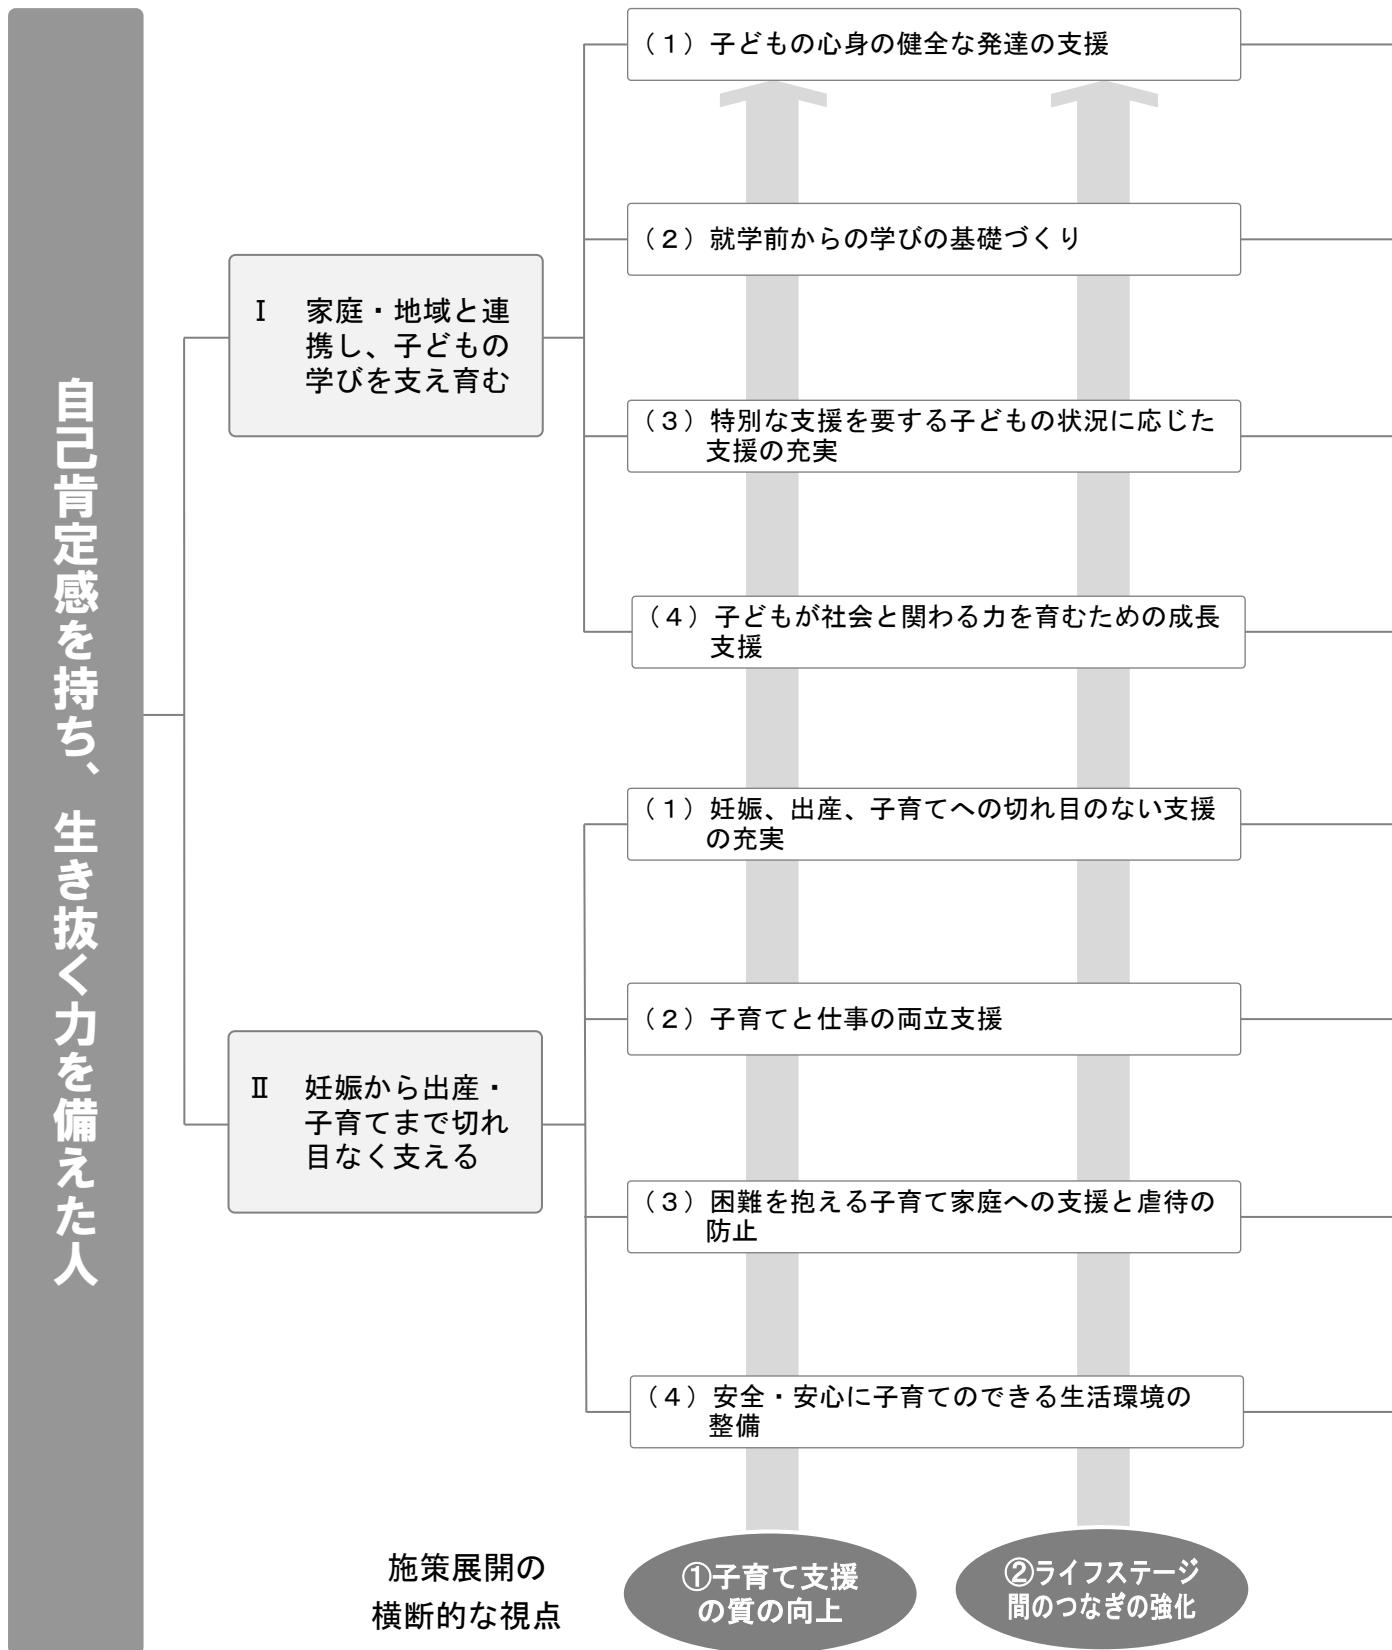 自己肯定感を持ち、生き抜く力を備えた人
Ⅰ 家庭・地域と連
携し、子どもの
学びを支え育む
（１）子どもの心身の健全な発達の支援
（２）就学前からの学びの基礎づくり
（３）特別な支援を要する子どもの状況に応じた
支援の充実
（４）子どもが社会と関わる力を育むための成長
支援
Ⅱ 妊娠から出産・
子育てまで切れ
目なく支える
（１）妊娠、出産、子育てへの切れ目のない支援
の充実
（２）子育てと仕事の両立支援
（３）困難を抱える子育て家庭への支援と虐待の
防止
（４）安全・安心に子育てのできる生活環境の
整備
施策展開の
横断的な視点
①子育て支援
の質の向上
②ライフステージ
間のつなぎの強化